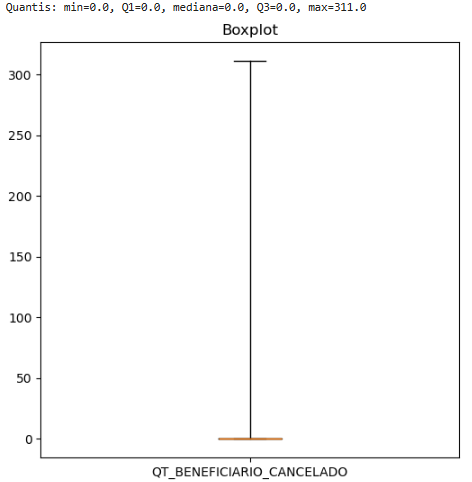 Quantis: min=0.0, Q1=0.0, mediana=0.0, Q3=0.0, max=311.0
Boxplot
300
250
200
150
100
50
0
QT_BENEFICIARIO_CANCELADO